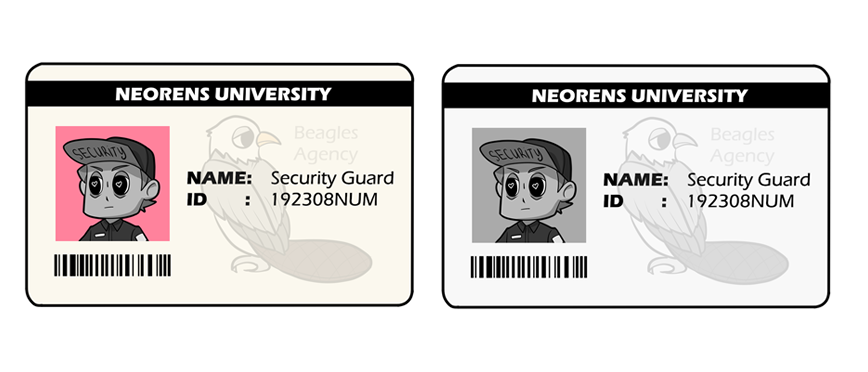 NEORENS UNIVERSITY
SECURITY
Beagles
Agency
NAME: Security Guard
ID : 192308NUM
NEORENS UNIVERSITY
SECURITY
Beagles
Agency
NAME: Security Guard
ID : 192308NUM